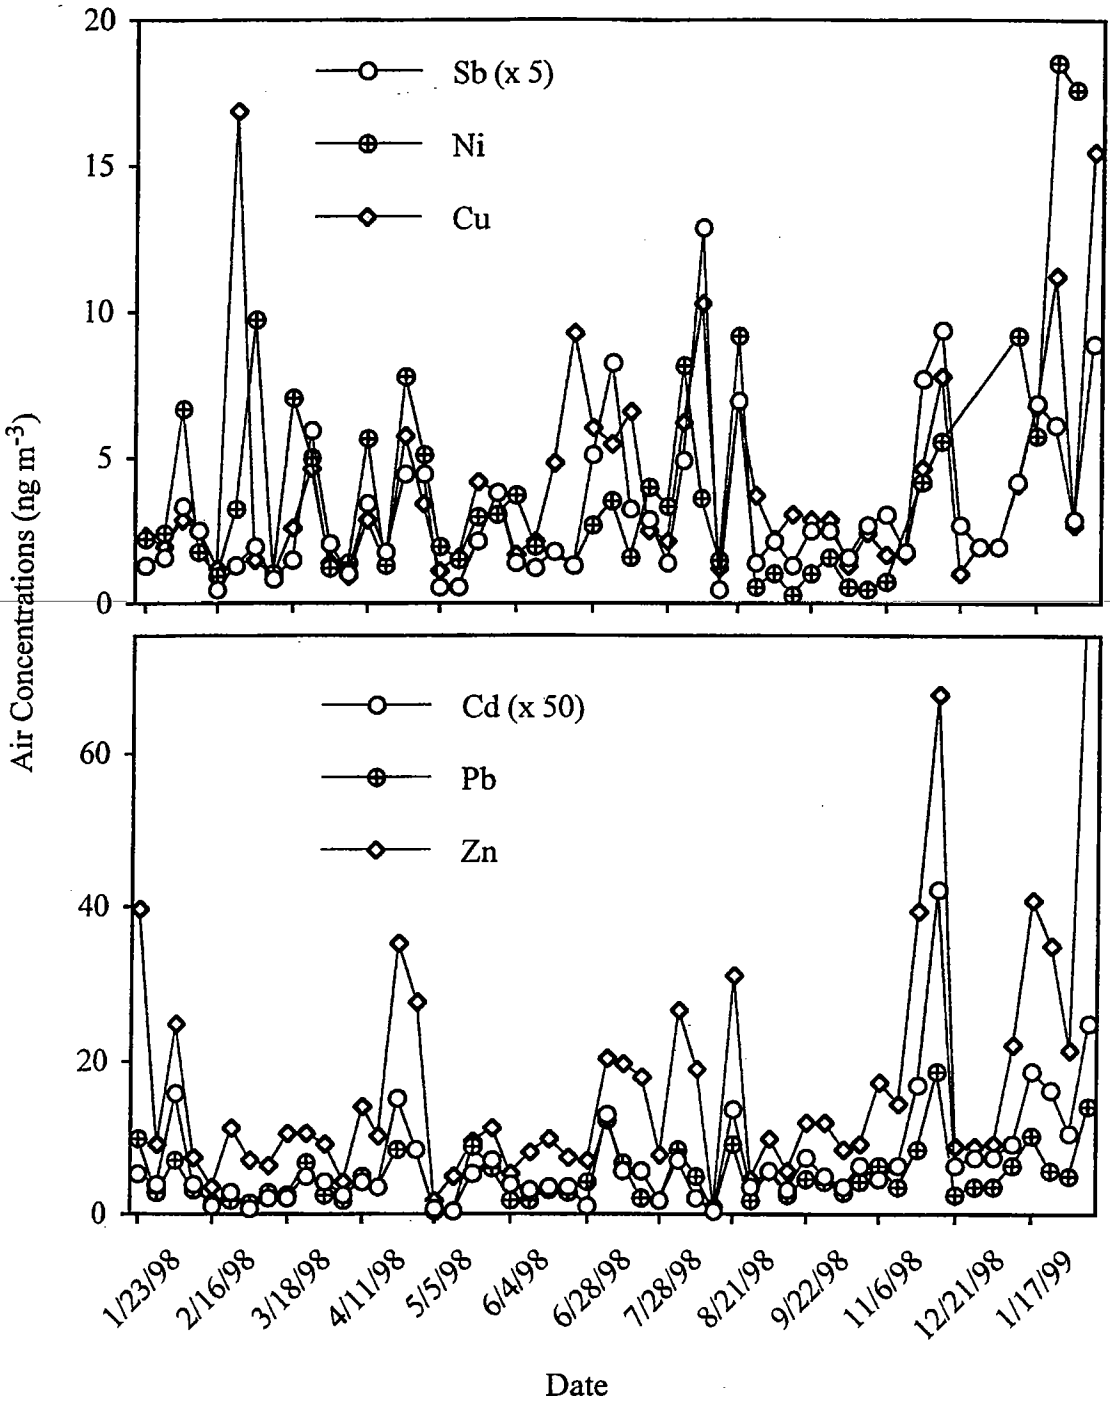 20
15
10
5
0
Sb (x 5)
Ni
Cu
Air Concentrations (ng m-3)
60
40
20
0
Cd (x 50)
Pb
Zn
1/23/98
2/16/98
3/18/98
4/11/98
5/5/98
6/4/98
6/28/98
7/28/98
8/21/98
9/22/98
11/6/98
12/21/98
1/17/99
Date